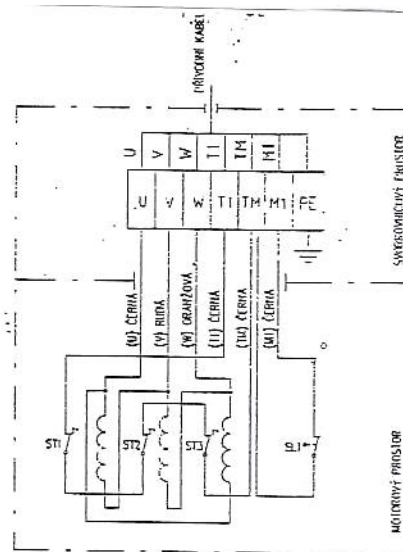 PŘÍVODNÍ KABEL
U V W T1 TM M1
U V W T1 TM M1 PE
SVORKOVNICOVÝ PROSTOR
(U) ČERNÁ
(V) RUDÁ
(W) ORANŽOVÁ
(T1) ČERNÁ
(TM) ČERNÁ
(M1) ČERNÁ
ST1
ST2
ST3
SL1
MOTOROVÝ PROSTOR